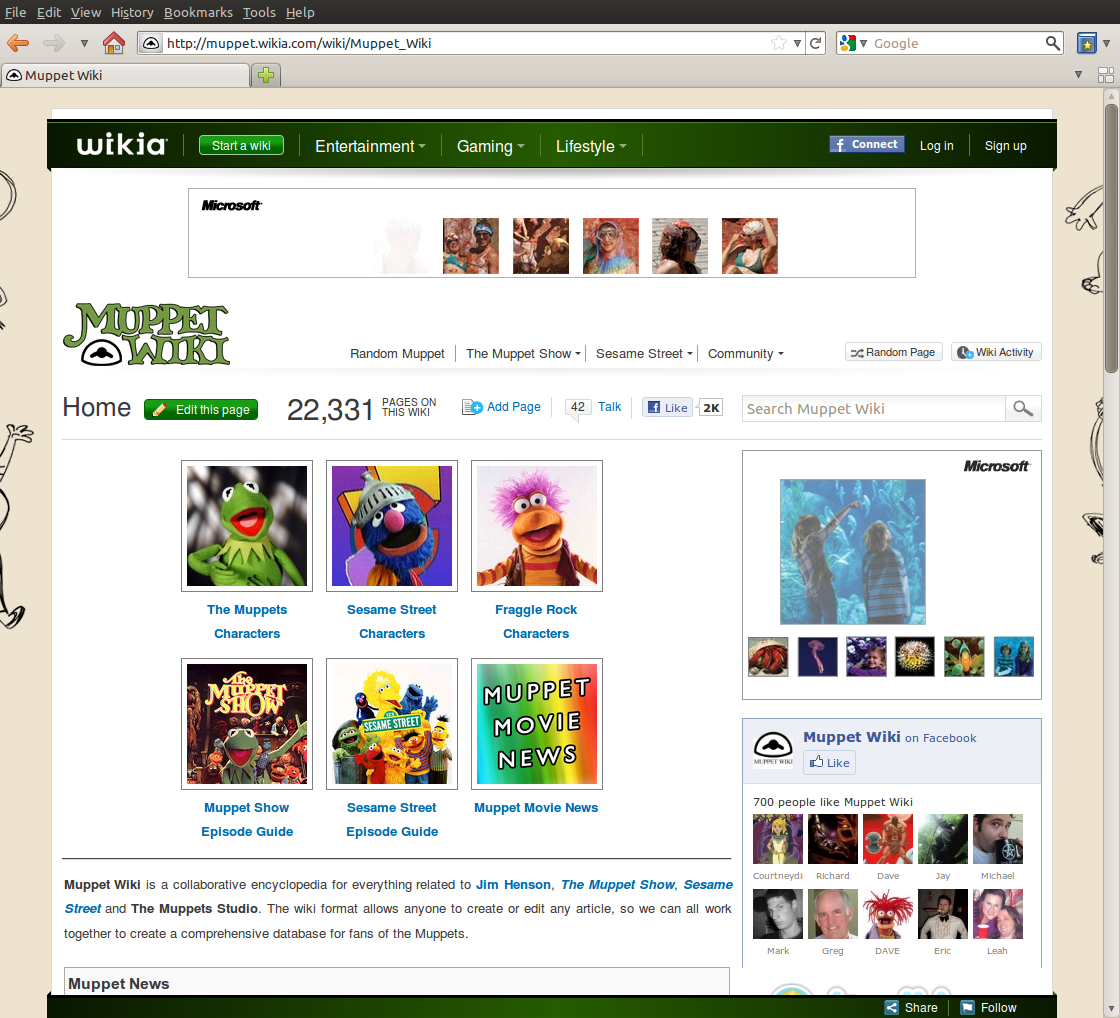 File Edit View History Bookmarks Tools Help
http://muppet.wikia.com/wiki/Muppet_Wiki
Google
Muppet Wiki
wikia
Start a wiki
Entertainment
Gaming
Lifestyle
f Connect
Log in
Sign up
Microsoft
MUPPET WIKI
Random Muppet
The Muppet Show
Sesame Street
Community
Random Page
Wiki Activity
Home
Edit this page
22,331
PAGES ON
THIS WIKI
Add Page
42
Talk
Like
2K
Search Muppet Wiki
Microsoft
The Muppets
Characters
Sesame Street
Characters
Fraggle Rock
Characters
The
MUPPET
SHOW
SESAME STREET
MUPPET
MOVIE
NEWS
Muppet Show
Episode Guide
Sesame Street
Episode Guide
Muppet Movie News
MUPPET WIKI
Muppet Wiki on Facebook
Like
700 people like Muppet Wiki
Richard
Dave
Jay
Michael
Mark
Greg
DAVE
Eric
Leah
Muppet Wiki is a collaborative encyclopedia for everything related to Jim Henson, The Muppet Show, Sesame
Street and The Muppets Studio. The wiki format allows anyone to create or edit any article, so we can all work
together to create a comprehensive database for fans of the Muppets.
Muppet News
Share
Follow